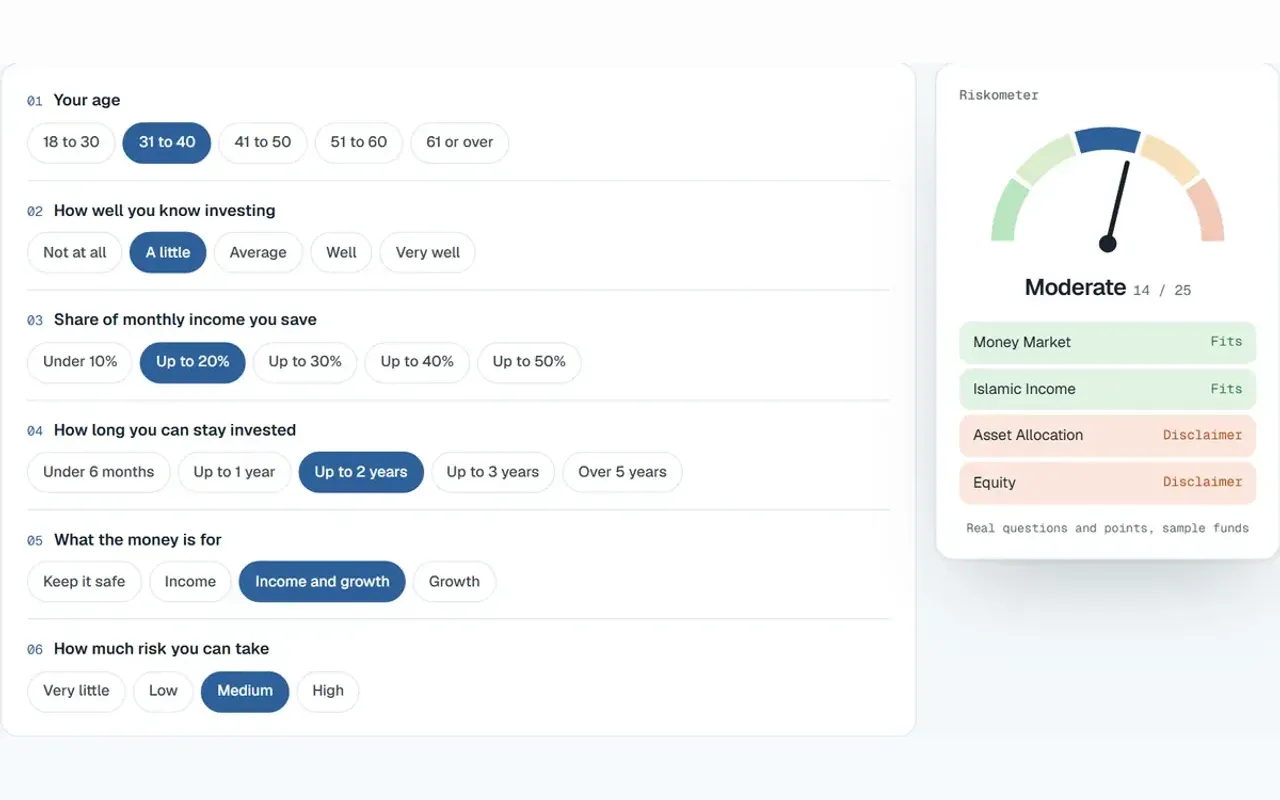 01 Your age
18 to 30 31 to 40 41 to 50 51 to 60 61 or over
02 How well you know investing
Not at all A little Average Well Very well
03 Share of monthly income you save
Under 10% Up to 20% Up to 30% Up to 40% Up to 50%
04 How long you can stay invested
Under 6 months Up to 1 year Up to 2 years Up to 3 years Over 5 years
05 What the money is for
Keep it safe Income Income and growth Growth
06 How much risk you can take
Very little Low Medium High
Riskometer
Moderate 14 / 25
Money Market Fits
Islamic Income Fits
Asset Allocation Disclaimer
Equity Disclaimer
Real questions and points, sample funds